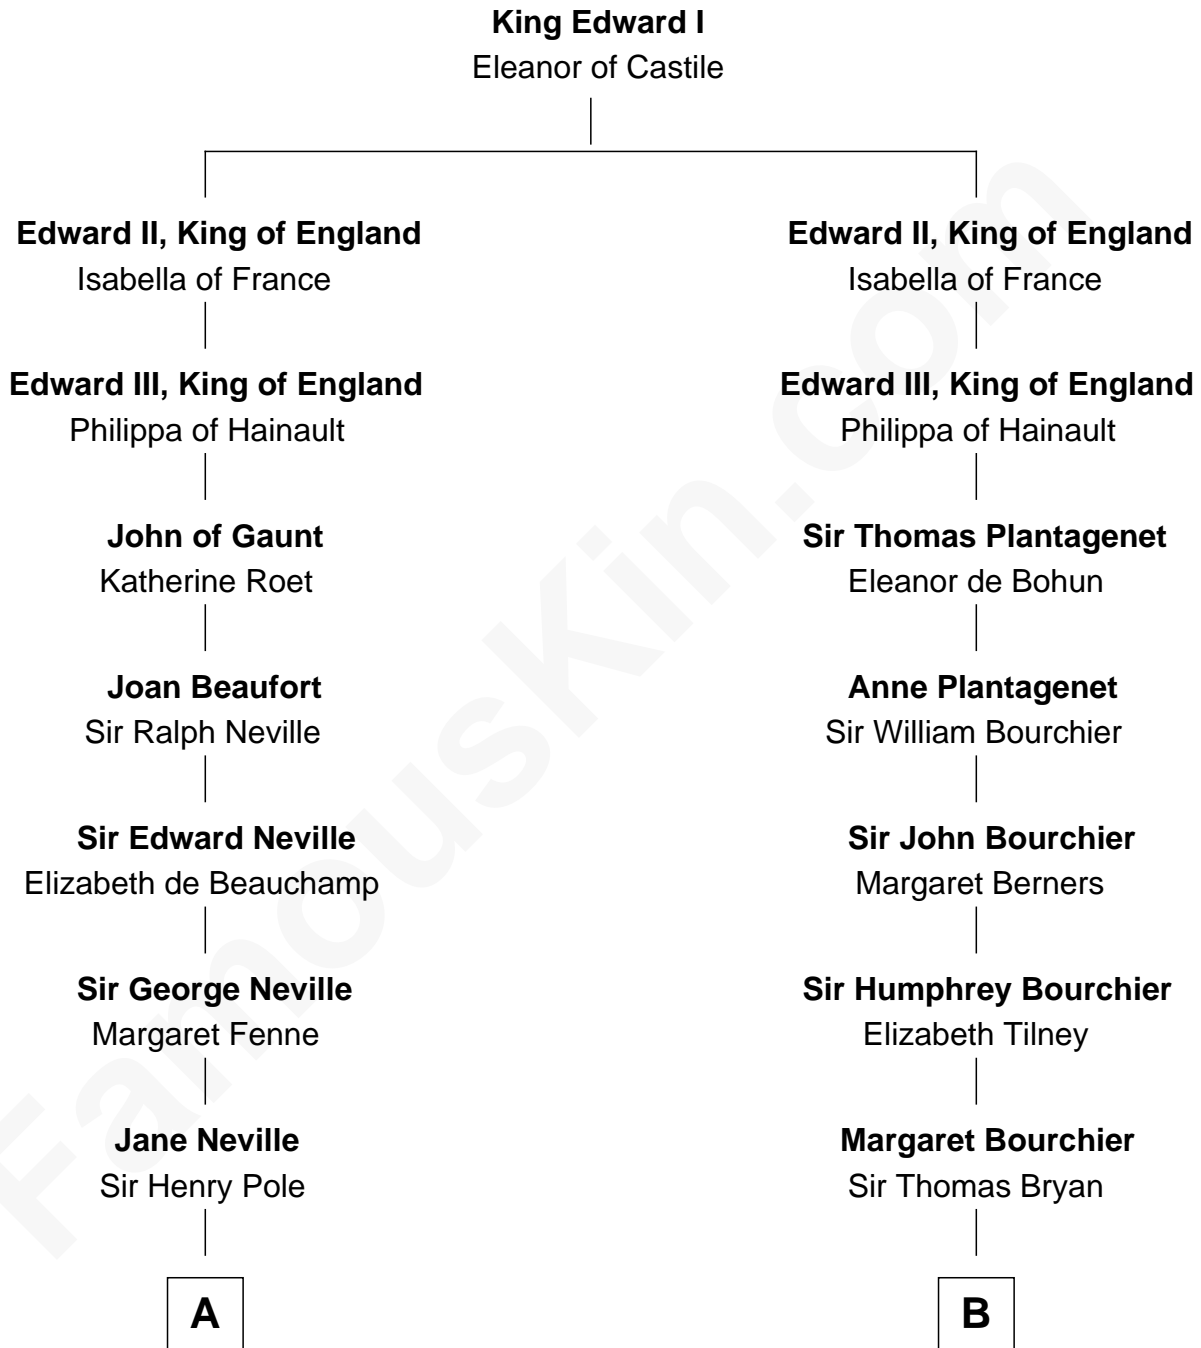 King Edward I
Eleanor of Castile
Edward II, King of England
Isabella of France
Edward III, King of England
Philippa of Hainault
John of Gaunt
Katherine Roet
Joan Beaufort
Sir Ralph Neville
Sir Edward Neville
Elizabeth de Beauchamp
Sir George Neville
Margaret Fenne
Jane Neville
Sir Henry Pole
A
Edward II, King of England
Isabella of France
Edward III, King of England
Philippa of Hainault
Sir Thomas Plantagenet
Eleanor de Bohun
Anne Plantagenet
Sir William Bourchier
Sir John Bourchier
Margaret Berners
Sir Humphrey Bourchier
Elizabeth Tilney
Margaret Bourchier
Sir Thomas Bryan
B
FamousKin.com